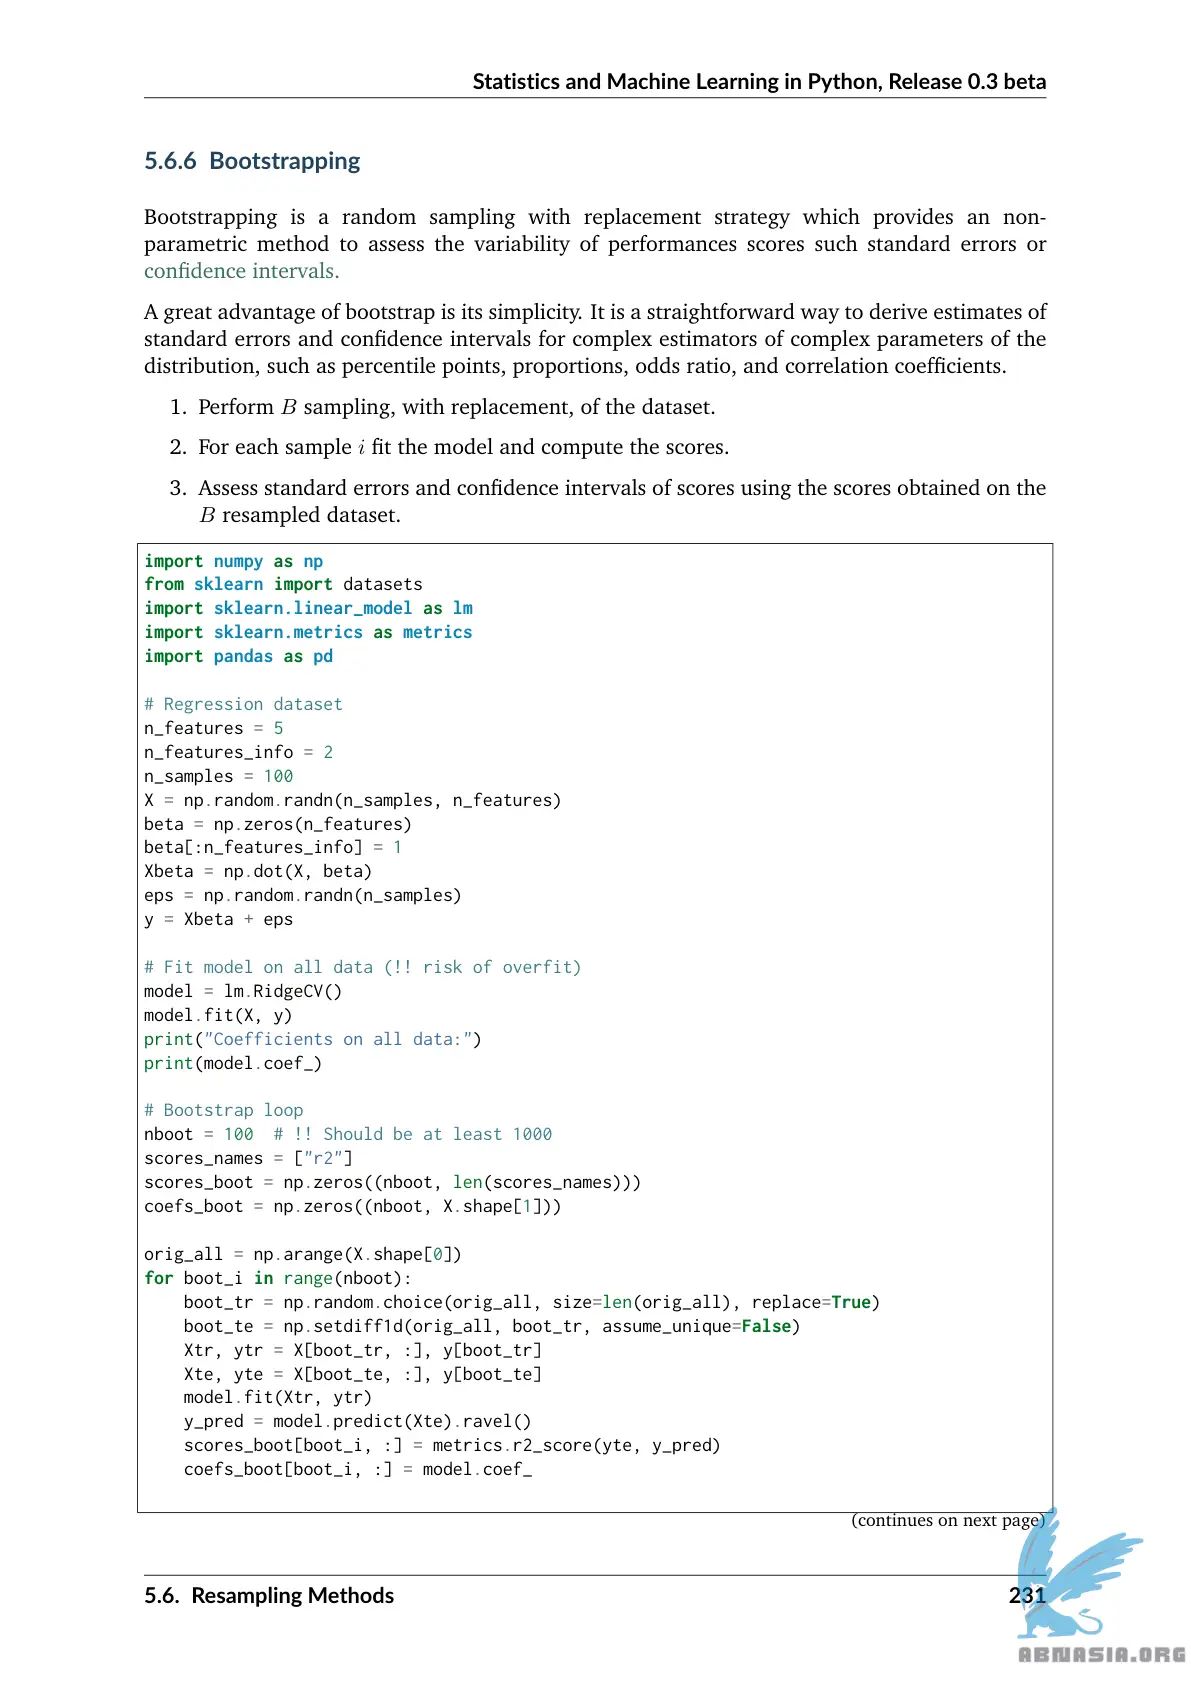 Statistics and Machine Learning in Python, Release 0.3 beta
5.6.6 Bootstrapping
Bootstrapping is a random sampling with replacement strategy which provides an non-
parametric method to assess the variability of performances scores such standard errors or
confidence intervals.
A great advantage of bootstrap is its simplicity. It is a straightforward way to derive estimates of
standard errors and confidence intervals for complex estimators of complex parameters of the
distribution, such as percentile points, proportions, odds ratio, and correlation coefficients.
1. Perform B sampling, with replacement, of the dataset.
2. For each sample i fit the model and compute the scores.
3. Assess standard errors and confidence intervals of scores using the scores obtained on the
B resampled dataset.
import numpy as np
from sklearn import datasets
import sklearn.linear_model as lm
import sklearn.metrics as metrics
import pandas as pd
# Regression dataset
n_features = 5
n_features_info = 2
n_samples = 100
X = np.random.randn(n_samples, n_features)
beta = np.zeros(n_features)
beta[:n_features_info] = 1
Xbeta = np.dot(X, beta)
eps = np.random.randn(n_samples)
y = Xbeta + eps
# Fit model on all data (!! risk of overfit)
model = lm.RidgeCV()
model.fit(X, y)
print("Coefficients on all data:")
print(model.coef_)
# Bootstrap loop
nboot = 100  # !! Should be at least 1000
scores_names = ["r2"]
scores_boot = np.zeros((nboot, len(scores_names)))
coefs_boot = np.zeros((nboot, X.shape[1]))
orig_all = np.arange(X.shape[0])
for boot_i in range(nboot):
    boot_tr = np.random.choice(orig_all, size=len(orig_all), replace=True)
    boot_te = np.setdiff1d(orig_all, boot_tr, assume_unique=False)
    Xtr, ytr = X[boot_tr, :], y[boot_tr]
    Xte, yte = X[boot_te, :], y[boot_te]
    model.fit(Xtr, ytr)
    y_pred = model.predict(Xte).ravel()
    scores_boot[boot_i, :] = metrics.r2_score(yte, y_pred)
    coefs_boot[boot_i, :] = model.coef_
(continues on next page)
5.6. Resampling Methods 231
ABNASIA.ORG